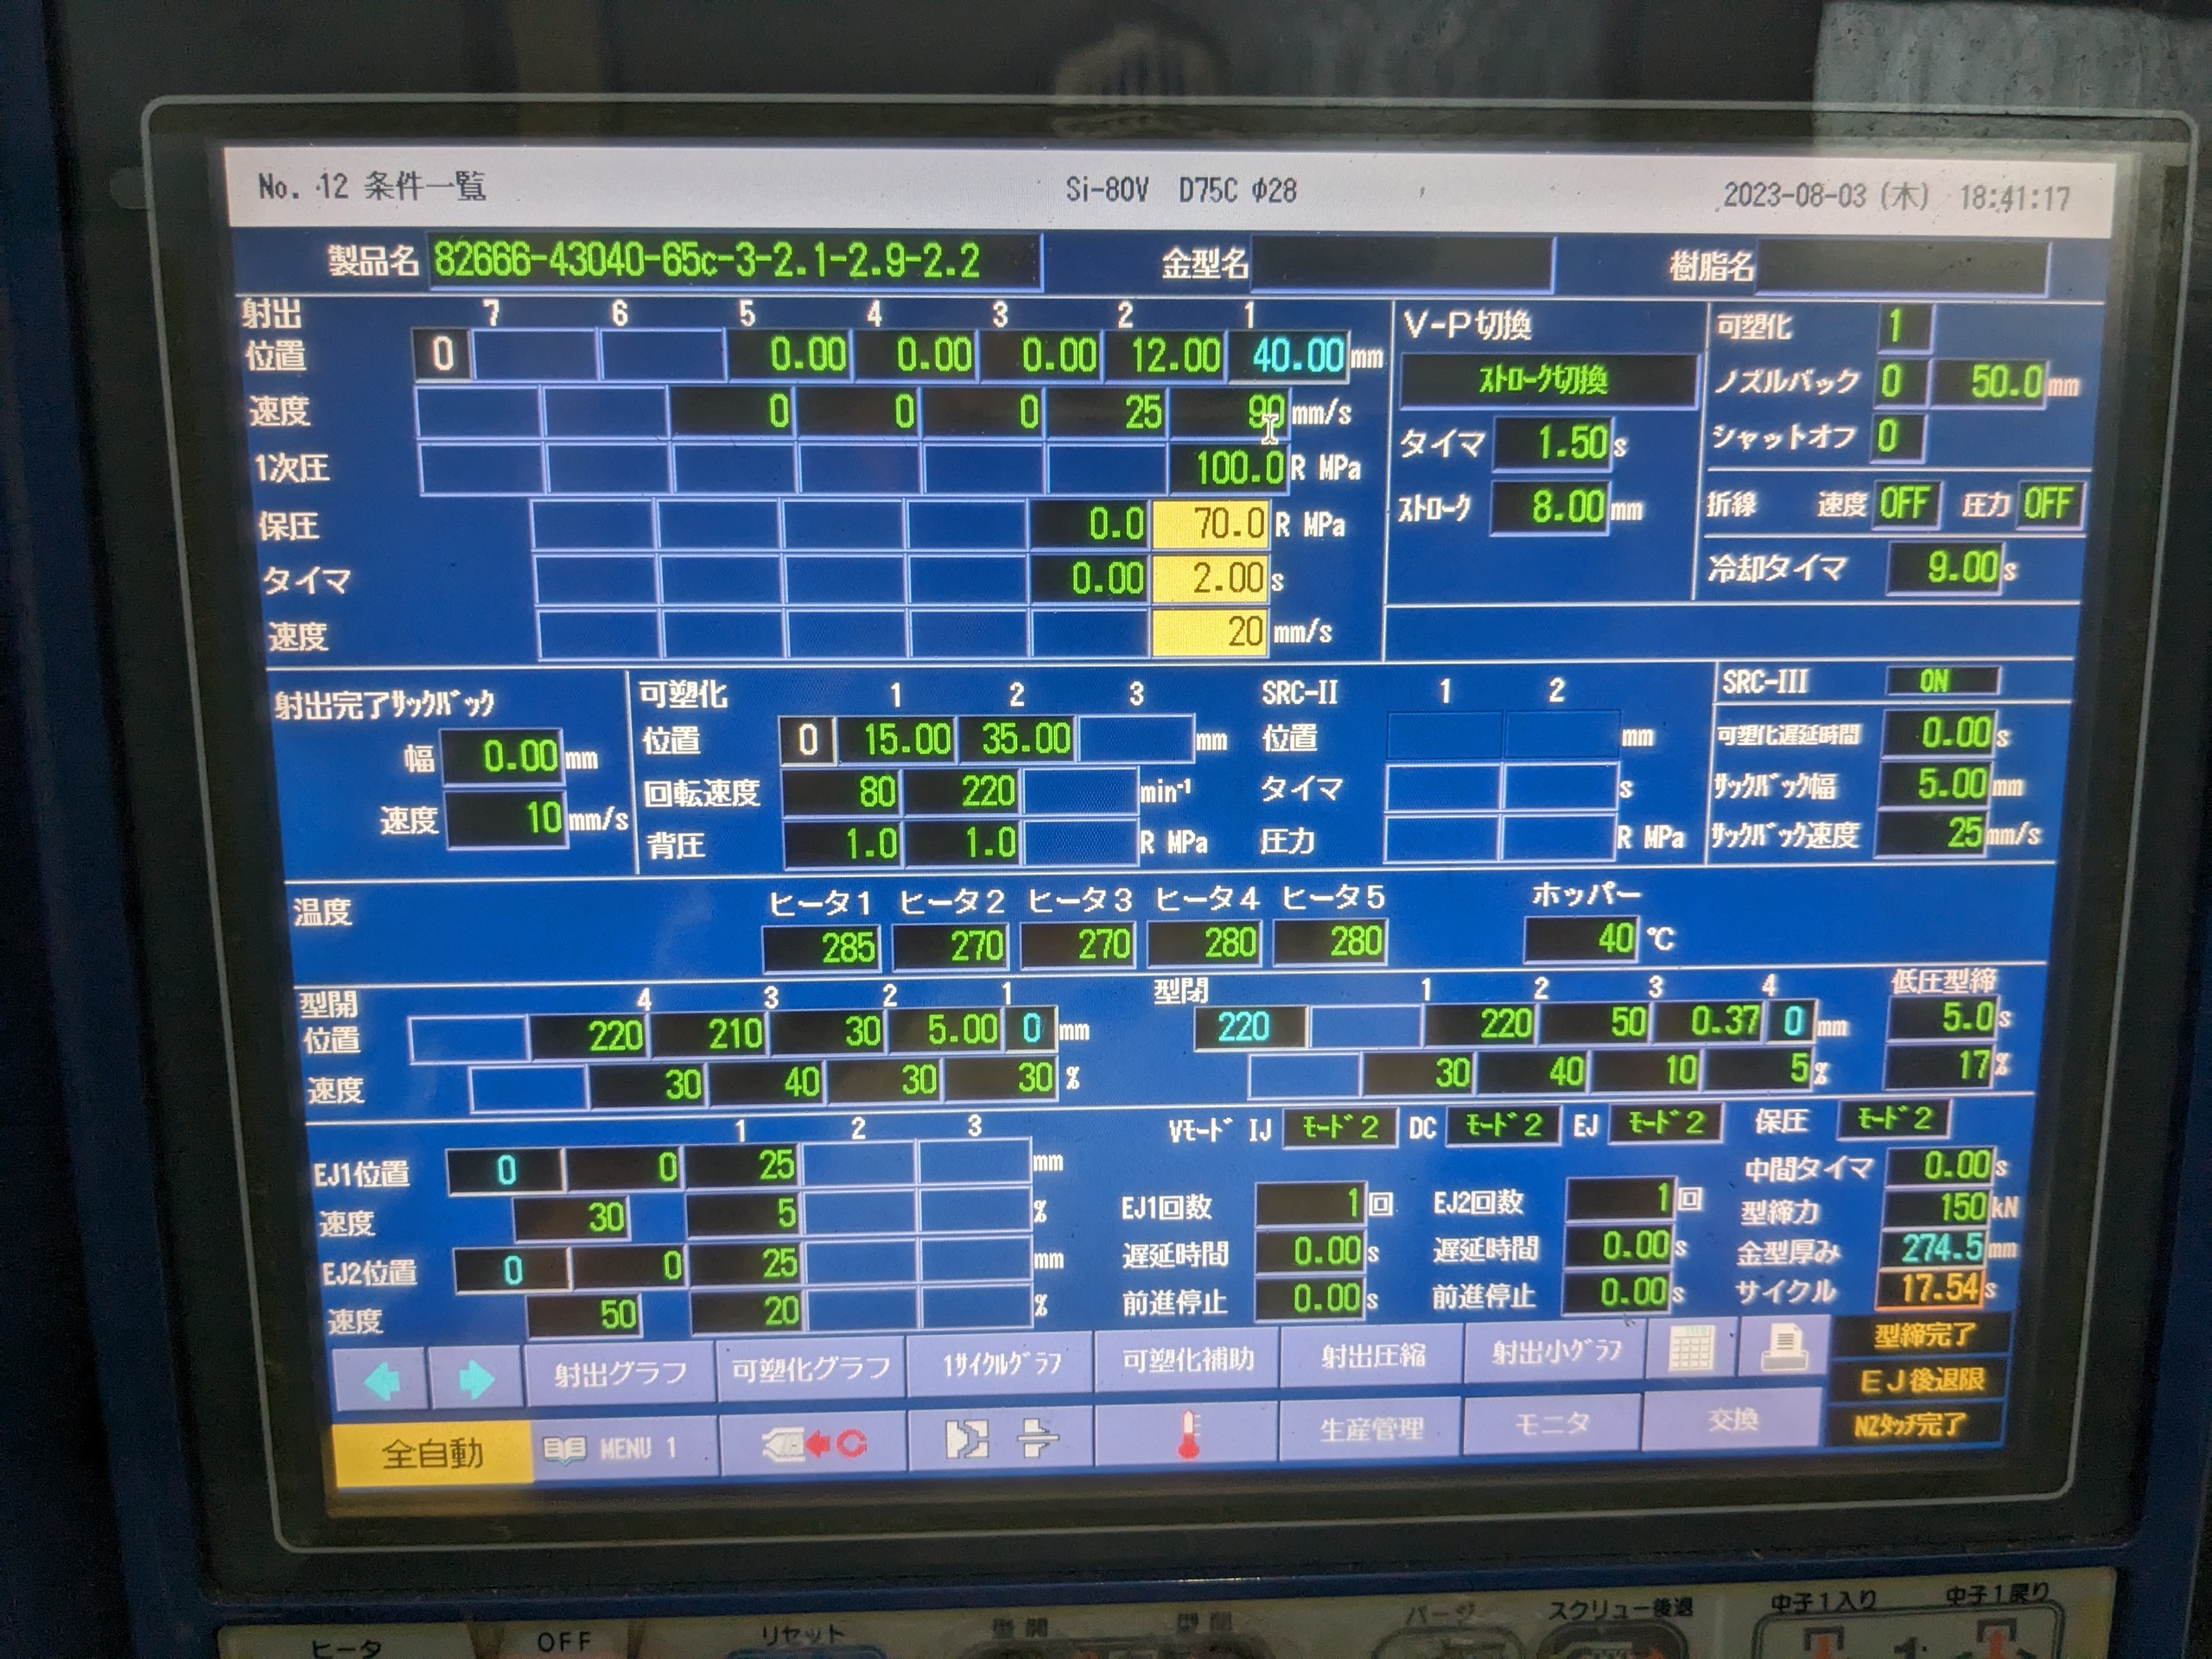 No. 12 条件一覧 Si-80V D75C Φ28 2023-08-03 (木) 18:41:17
製品名 82666-43040-65c-3-2.1-2.9-2.2 金型名 樹脂名
射出 7 6 5 4 3 2 1
位置 0 0.00 0.00 0.00 12.00 40.00 mm
速度 0 0 0 25 90 mm/s
1次圧 100.0 R MPa
保圧 0.0 70.0 R MPa
タイマ 0.00 2.00 s
速度 20 mm/s
V-P切換
ストローク切換
タイマ 1.50 s
ストローク 8.00 mm
可塑化 1
ノズルバック 0 50.0 mm
シャットオフ 0
折線 速度 OFF 圧力 OFF
冷却タイマ 9.00 s
射出完了サックバック
幅 0.00 mm
速度 10 mm/s
可塑化 1 2 3
位置 0 15.00 35.00 mm
回転速度 80 220 min⁻¹
背圧 1.0 1.0 R MPa
SRC-II 1 2
位置 mm
タイマ s
圧力 R MPa
SRC-III ON
可塑化遅延時間 0.00 s
サックバック幅 5.00 mm
サックバック速度 25 mm/s
温度 ヒータ1 ヒータ2 ヒータ3 ヒータ4 ヒータ5 ホッパー
285 270 270 280 280 40 ℃
型開 4 3 2 1
位置 220 210 30 5.00 0 mm
速度 30 40 30 30 %
型閉 1 2 3 4
220 220 50 0.37 0 mm
30 40 10 5 %
低圧型締
5.0 s
17 %
1 2 3
EJ1位置 0 0 25 mm
速度 30 5 %
EJ2位置 0 0 25 mm
速度 50 20 %
Vモード IJ モード2 DC モード2 EJ モード2 保圧 モード2
EJ1回数 1 回
遅延時間 0.00 s
前進停止 0.00 s
EJ2回数 1 回
遅延時間 0.00 s
前進停止 0.00 s
中間タイマ 0.00 s
型締力 150 kN
金型厚み 274.5 mm
サイクル 17.54 s
射出グラフ 可塑化グラフ 1サイクルグラフ 可塑化補助 射出圧縮 射出小グラフ
型締完了
EJ後退限
NZタッチ完了
全自動 MENU 1 生産管理 モニタ 交換
ヒータ OFF リセット 型開 型閉 パージ スクリュー後退 中子1入り 中子1戻り